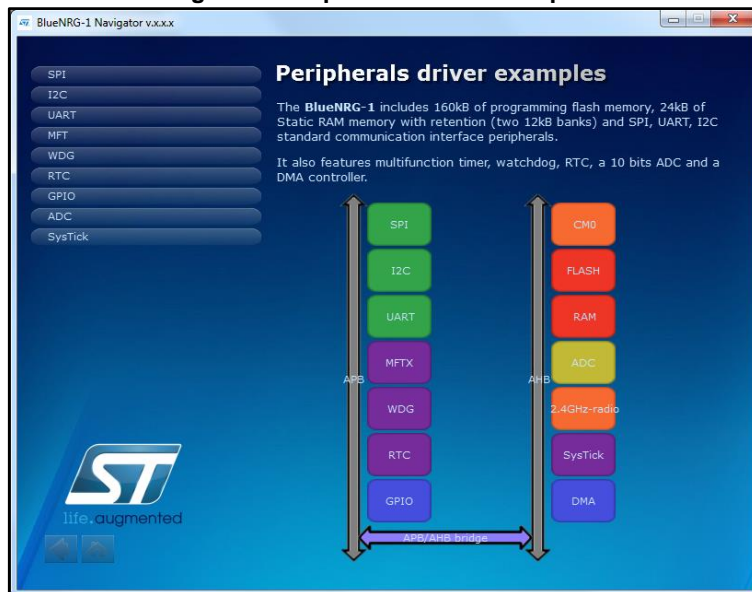 BlueNRG-1 Navigator v.x.x.x
SPI
I2C
UART
MFT
WDG
RTC
GPIO
ADC
SysTick
Peripherals driver examples
The BlueNRG-1 includes 160kB of programming flash memory, 24kB of
Static RAM memory with retention (two 12kB banks) and SPI, UART, I2C
standard communication interface peripherals.
It also features multifunction timer, watchdog, RTC, a 10 bits ADC and a
DMA controller.
APB
SPI
I2C
UART
MFTX
WDG
RTC
GPIO
AHB
CM0
FLASH
RAM
ADC
2.4GHz-radio
SysTick
DMA
APB/AHB bridge
ST
life.augmented